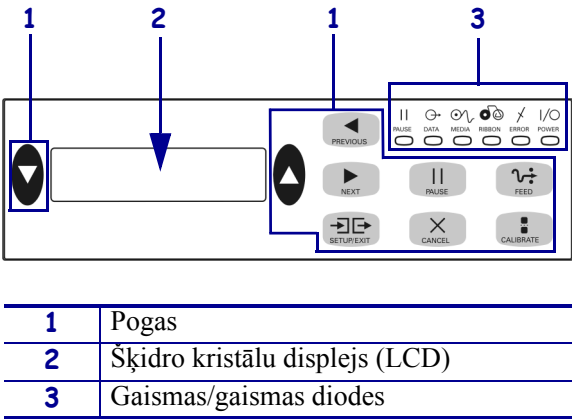 1 2 1 3
PAUSE DATA MEDIA RIBBON ERROR POWER
PREVIOUS
NEXT PAUSE FEED
SETUP/EXIT CANCEL CALIBRATE
1 Pogas
2 Šķidro kristālu displejs (LCD)
3 Gaismas/gaismas diodes